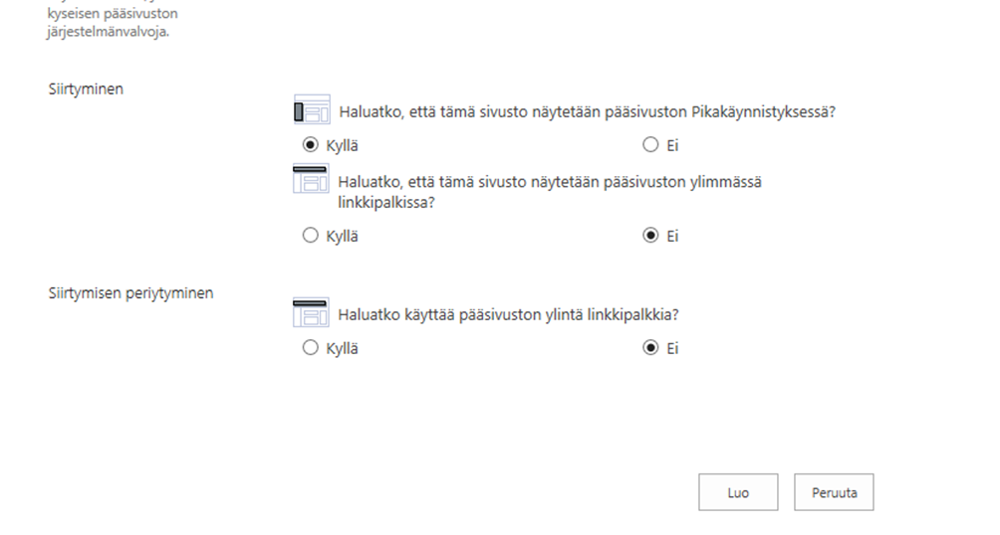 kyseisen pääsivuston
järjestelmänvalvoja.
Siirtyminen
Haluatko, että tämä sivusto näytetään pääsivuston Pikakäynnistyksessä?
Kyllä Ei
Haluatko, että tämä sivusto näytetään pääsivuston ylimmässä
linkkipalkissa?
Kyllä Ei
Siirtymisen periytyminen
Haluatko käyttää pääsivuston ylintä linkkipalkkia?
Kyllä Ei
Luo Peruuta